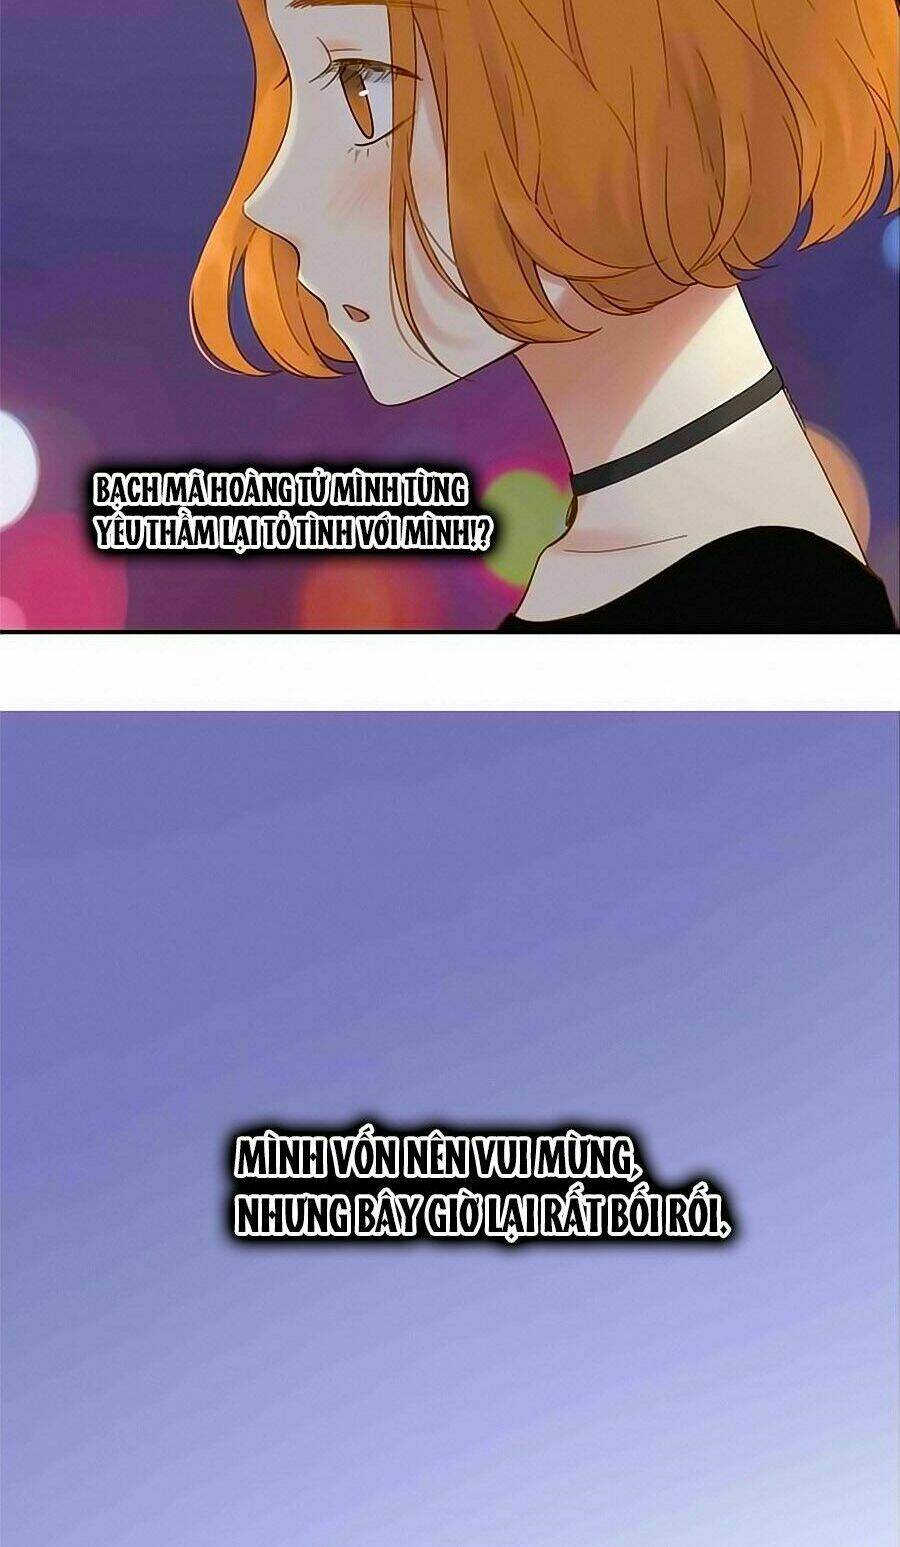 BẠCH MÃ HOÀNG TỬ MÌNH TỪNG
YÊU THẦM LẠI TỎ TÌNH VỚI MÌNH!?
MÌNH VỐN NÊN VUI MỪNG,
NHƯNG BÂY GIỜ LẠI RẤT BỐI RỐI.